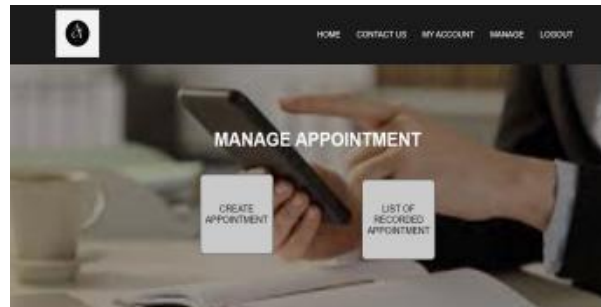 HOME CONTACT US MY ACCOUNT MANAGE LOGOUT
MANAGE APPOINTMENT
CREATE
APPOINTMENT
LIST OF
RECORDED
APPOINTMENT